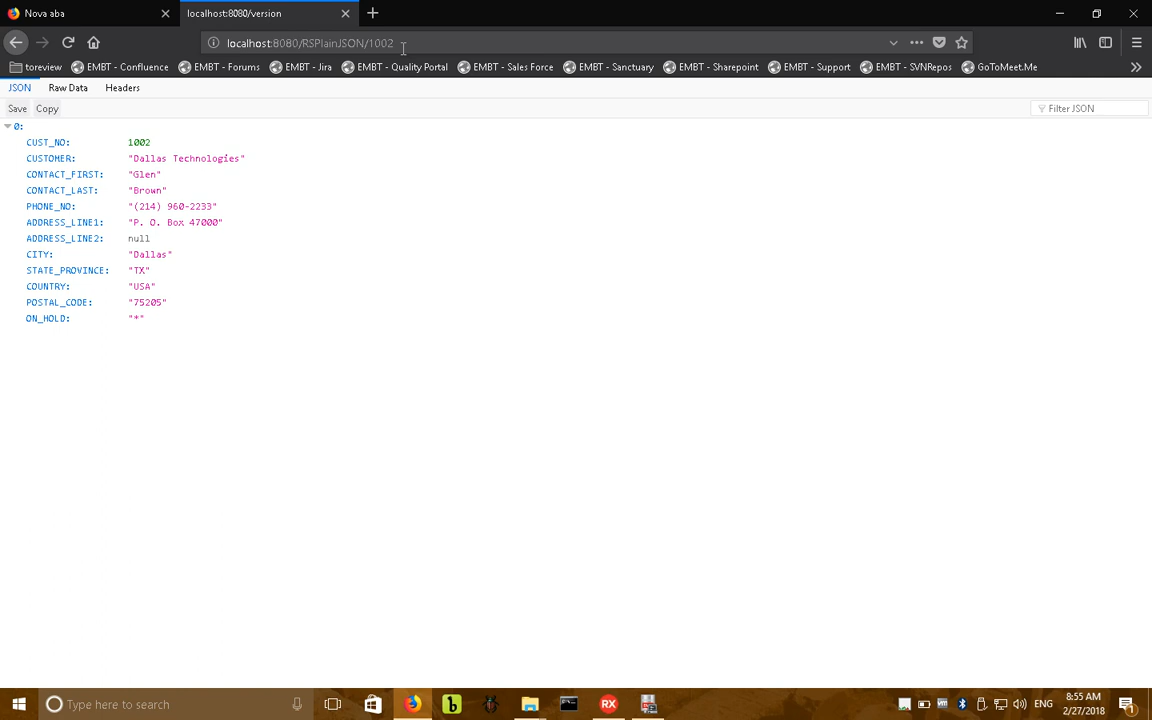 Nova aba
localhost:8080/version
localhost:8080/RSPlainJSON/1002
toreview EMBT - Confluence EMBT - Forums EMBT - Jira EMBT - Quality Portal EMBT - Sales Force EMBT - Sanctuary EMBT - Sharepoint EMBT - Support EMBT - SVNRepos GoToMeet.Me
JSON Raw Data Headers
Save Copy Filter JSON
0:
CUST_NO: 1002
CUSTOMER: "Dallas Technologies"
CONTACT_FIRST: "Glen"
CONTACT_LAST: "Brown"
PHONE_NO: "(214) 960-2233"
ADDRESS_LINE1: "P. O. Box 47000"
ADDRESS_LINE2: null
CITY: "Dallas"
STATE_PROVINCE: "TX"
COUNTRY: "USA"
POSTAL_CODE: "75205"
ON_HOLD: "*"
Type here to search
b
RX
ENG
8:55 AM
2/27/2018
1